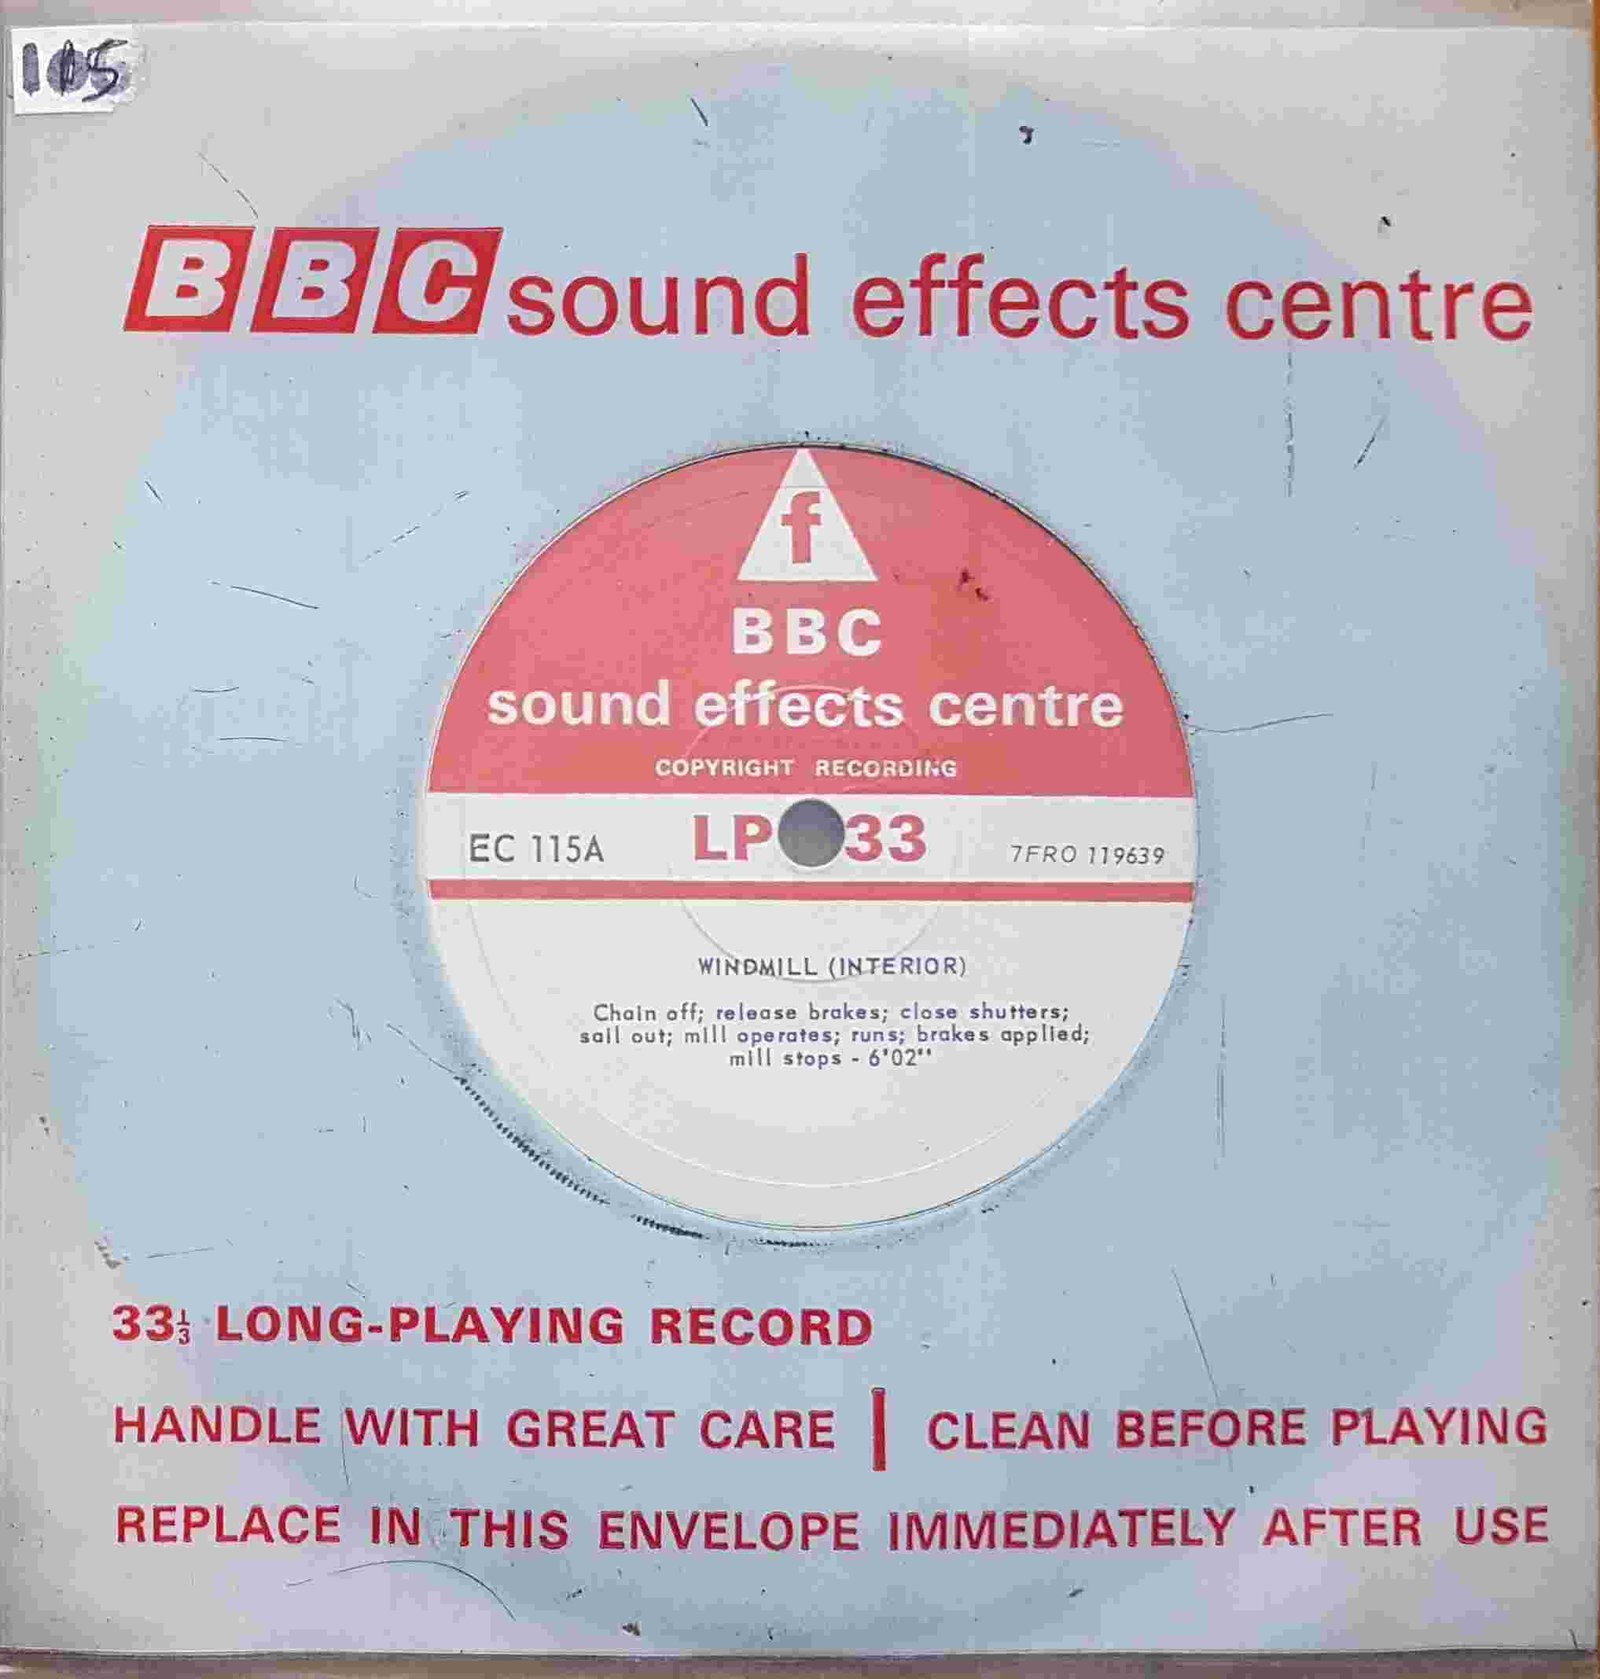 BBC sound effects centre
f
BBC
sound effects centre
COPYRIGHT RECORDING
EC 115A LP 33 7FRO 119639
WINDMILL (INTERIOR)
Chain off; release brakes; close shutters;
sail out; mill operates; runs; brakes applied;
mill stops - 6'02"
33⅓ LONG-PLAYING RECORD
HANDLE WITH GREAT CARE | CLEAN BEFORE PLAYING
REPLACE IN THIS ENVELOPE IMMEDIATELY AFTER USE